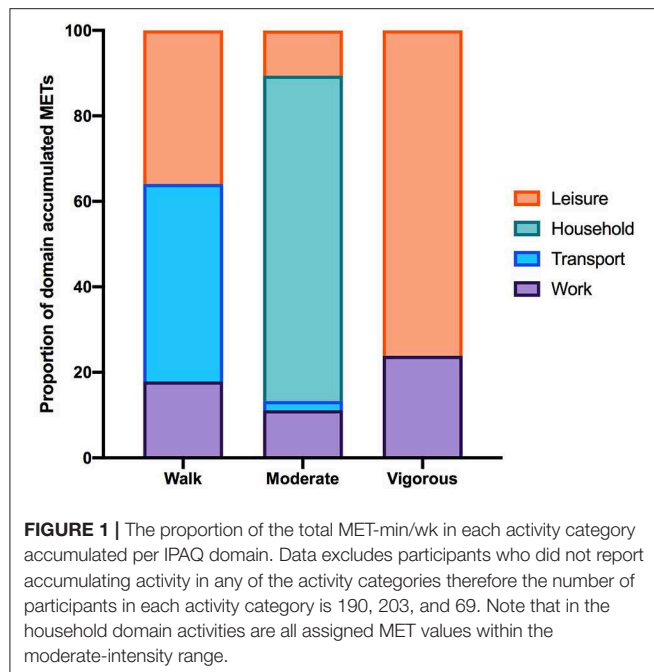 100
80
60
40
20
0
Proportion of domain accumulated METs
Walk Moderate Vigorous
Leisure
Household
Transport
Work
FIGURE 1 | The proportion of the total MET-min/wk in each activity category
accumulated per IPAQ domain. Data excludes participants who did not report
accumulating activity in any of the activity categories therefore the number of
participants in each activity category is 190, 203, and 69. Note that in the
household domain activities are all assigned MET values within the
moderate-intensity range.